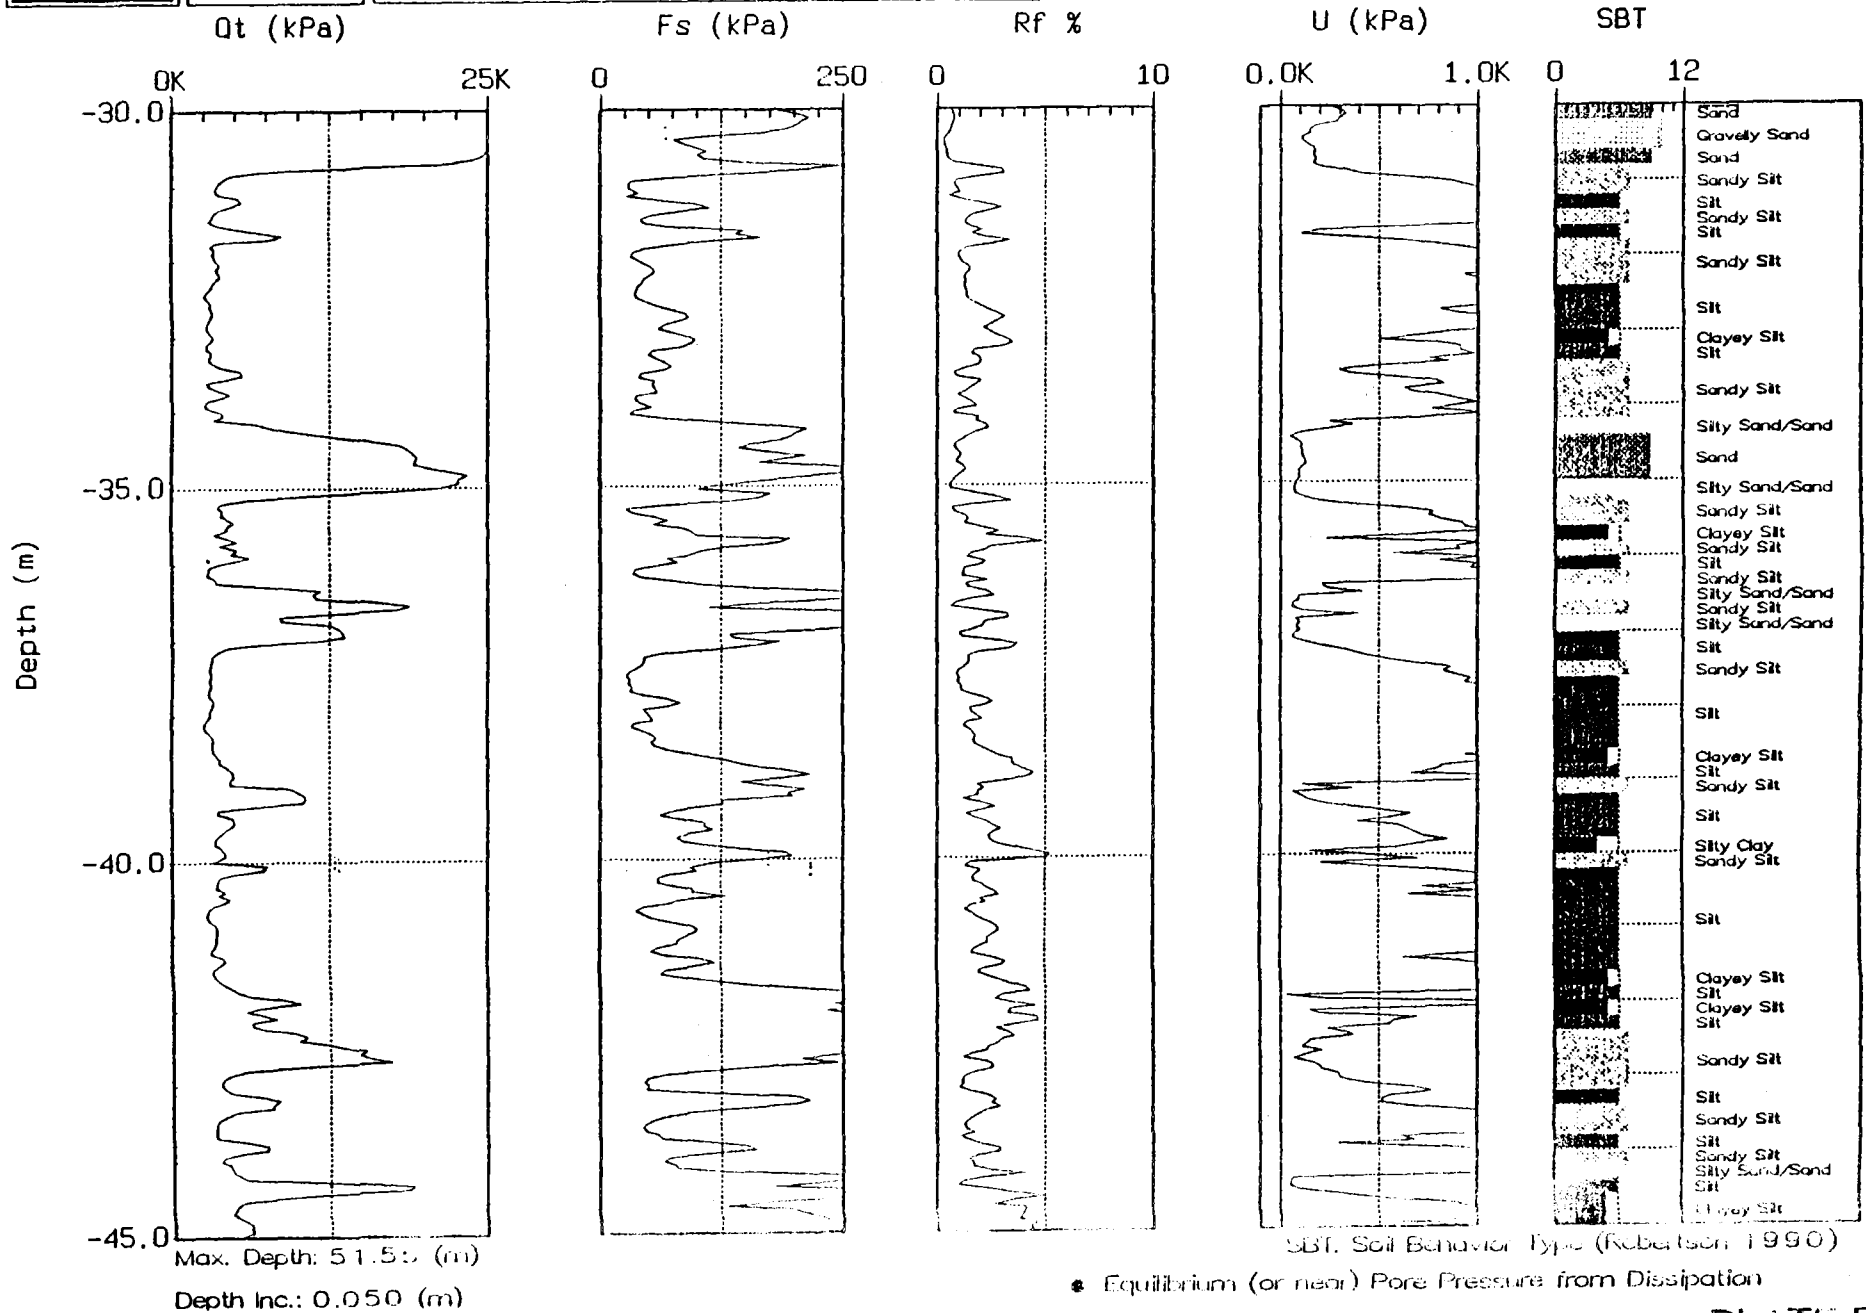 Qt (kPa) Fs (kPa) Rf % U (kPa) SBT
0K 25K 0 250 0 10 0.0K 1.0K 0 12
-30.0
-35.0
-40.0
-45.0
Depth (m)
Sand
Gravelly Sand
Sand
Sandy Silt
Silt
Sandy Silt
Silt
Sandy Silt
Silt
Clayey Silt
Silt
Sandy Silt
Silty Sand/Sand
Sand
Silty Sand/Sand
Sandy Silt
Clayey Silt
Sandy Silt
Silt
Sandy Silt
Silty Sand/Sand
Sandy Silt
Silty Sand/Sand
Silt
Sandy Silt
Silt
Clayey Silt
Silt
Sandy Silt
Silt
Silty Clay
Sandy Silt
Silt
Clayey Silt
Silt
Clayey Silt
Silt
Sandy Silt
Silt
Sandy Silt
Silt
Sandy Silt
Silty Sand/Sand
Silt
Clayey Silt
Max. Depth: 51.55 (m)
Depth Inc.: 0.050 (m)
SBT: Soil Behavior Type (Robertson 1990)
Equilibrium (or near) Pore Pressure from Dissipation